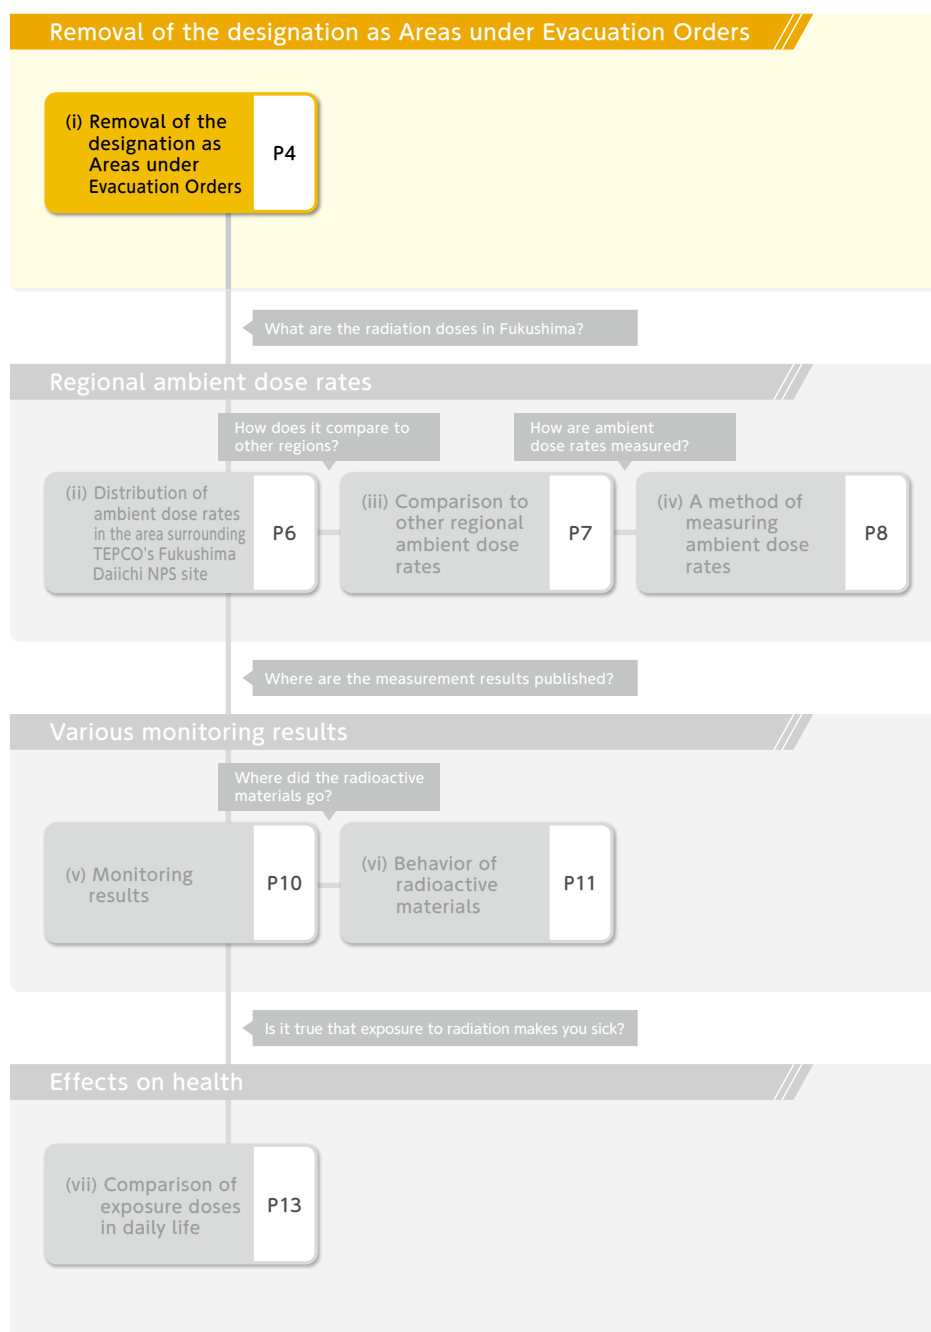 Removal of the designation as Areas under Evacuation Orders
(i) Removal of the
designation as
Areas under
Evacuation Orders
P4
What are the radiation doses in Fukushima?
Regional ambient dose rates
How does it compare to
other regions?
How are ambient
dose rates measured?
(ii) Distribution of
ambient dose rates
in the area surrounding
TEPCO's Fukushima
Daiichi NPS site
P6
(iii) Comparison to
other regional
ambient dose
rates
P7
(iv) A method of
measuring
ambient dose
rates
P8
Where are the measurement results published?
Various monitoring results
Where did the radioactive
materials go?
(v) Monitoring
results
P10
(vi) Behavior of
radioactive
materials
P11
Is it true that exposure to radiation makes you sick?
Effects on health
(vii) Comparison of
exposure doses
in daily life
P13